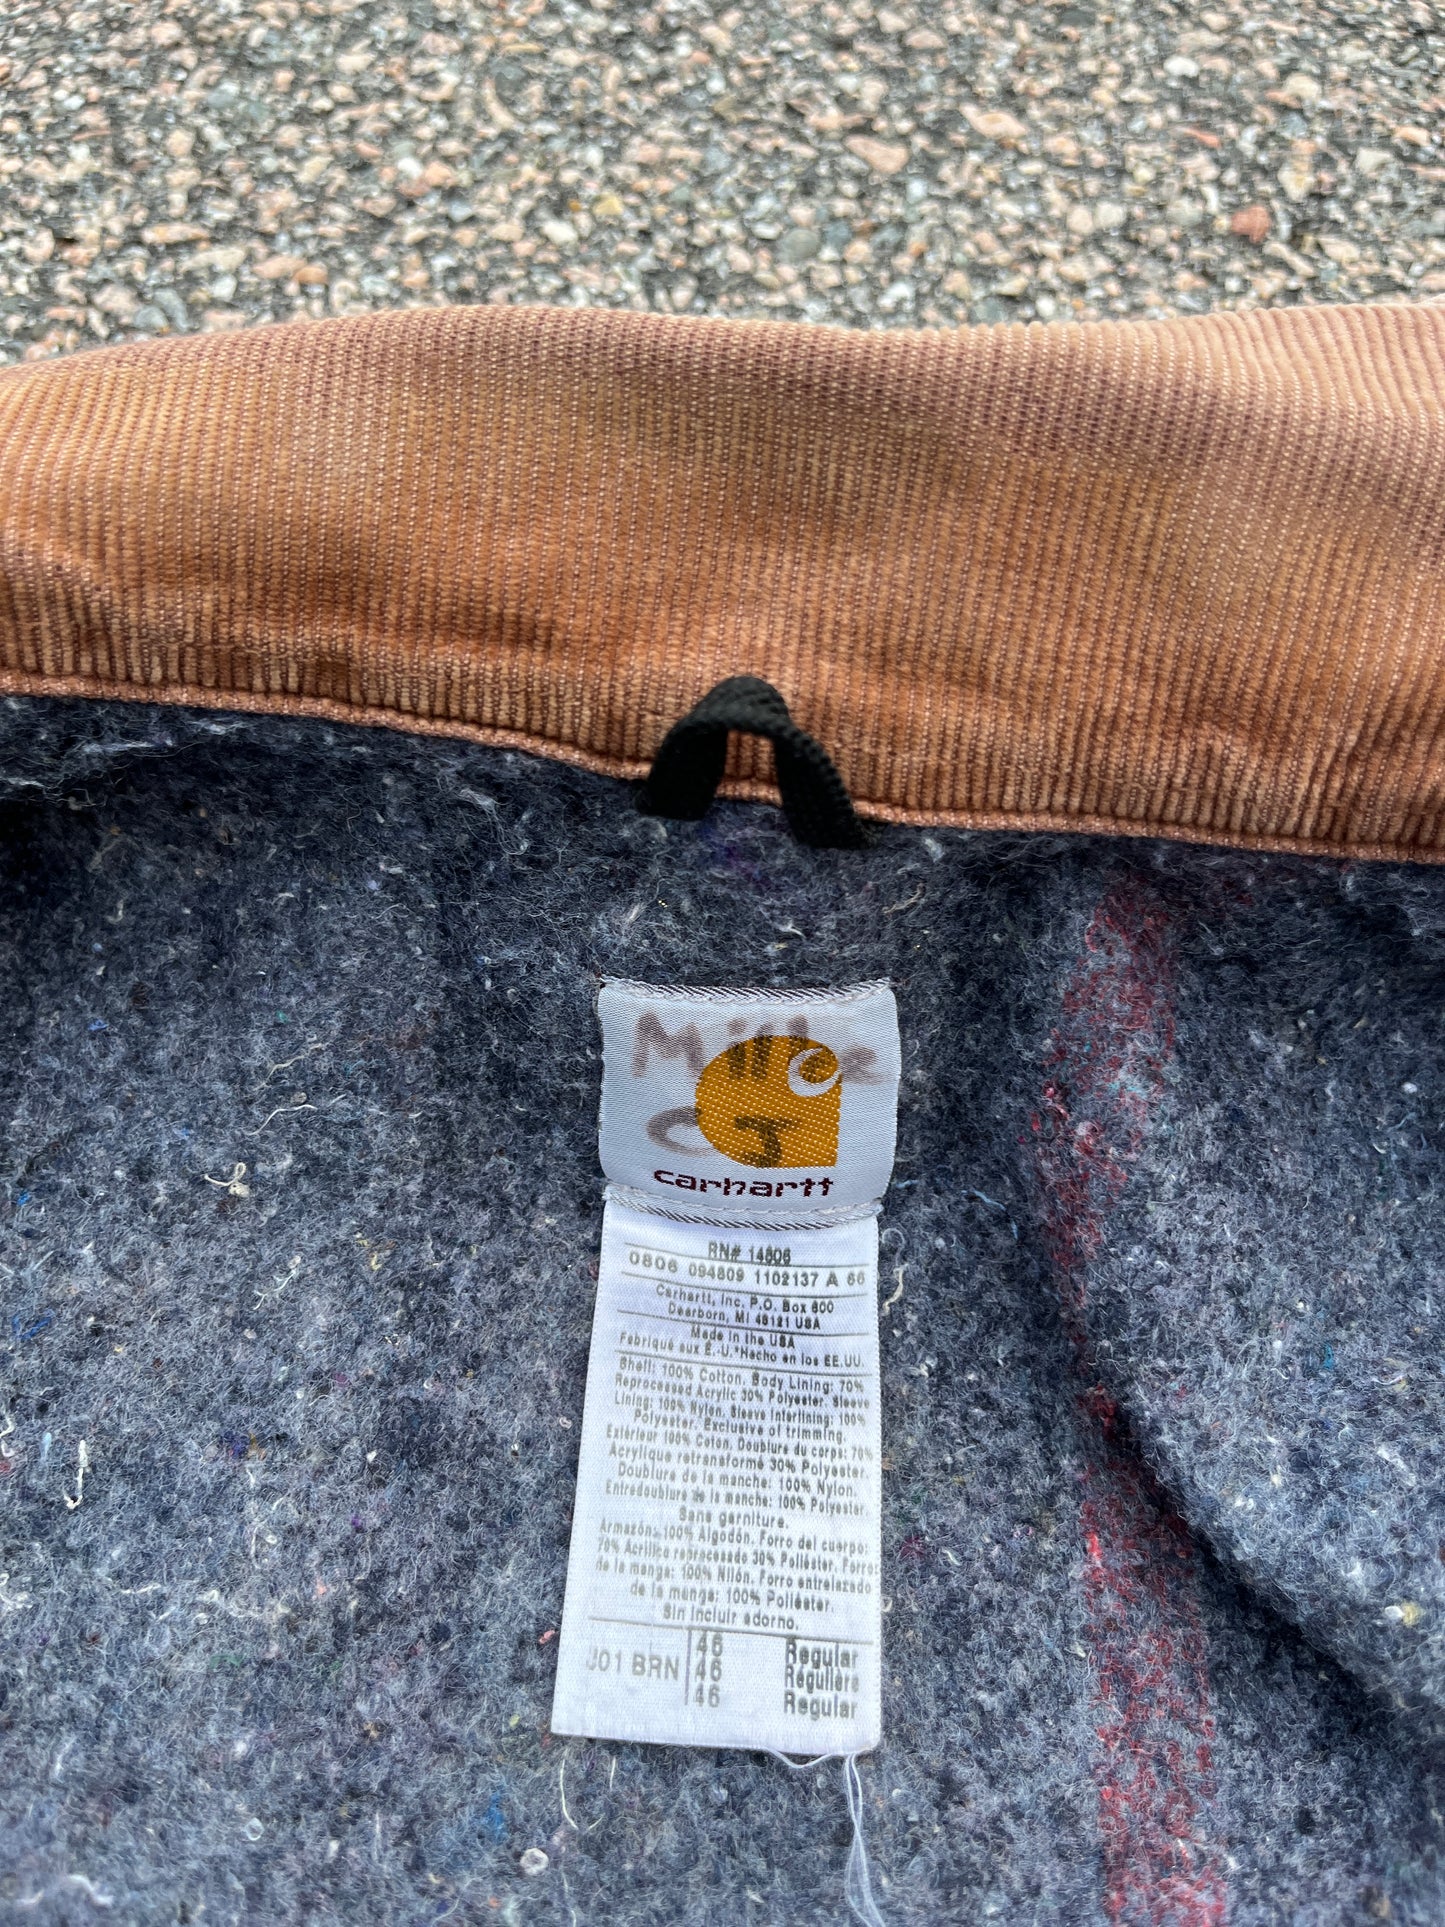 Mille
CJ
carhartt
RN# 14806
0806 094809 1102137 A 66
Carhartt, Inc. P.O. Box 600
Dearborn, MI 48121 USA
Made in the USA
Fabriqué aux É.-U.*Hecho en los EE.UU.
Shell: 100% Cotton. Body Lining: 70%
Reprocessed Acrylic 30% Polyester. Sleeve
Lining: 100% Nylon. Sleeve Interlining: 100%
Polyester. Exclusive of trimming.
Extérieur 100% Coton. Doublure du corps: 70%
Acrylique retransformé 30% Polyester.
Doublure de la manche: 100% Nylon.
Entredoublure de la manche: 100% Polyester.
Sans garniture.
Armazón: 100% Algodón. Forro del cuerpo:
70% Acrílico reprocesado 30% Poliéster. Forro
de la manga: 100% Nilón. Forro entrelazado
de la manga: 100% Poliéster.
Sin incluir adorno.
46 Regular
J01 BRN 46 Régulière
46 Regular